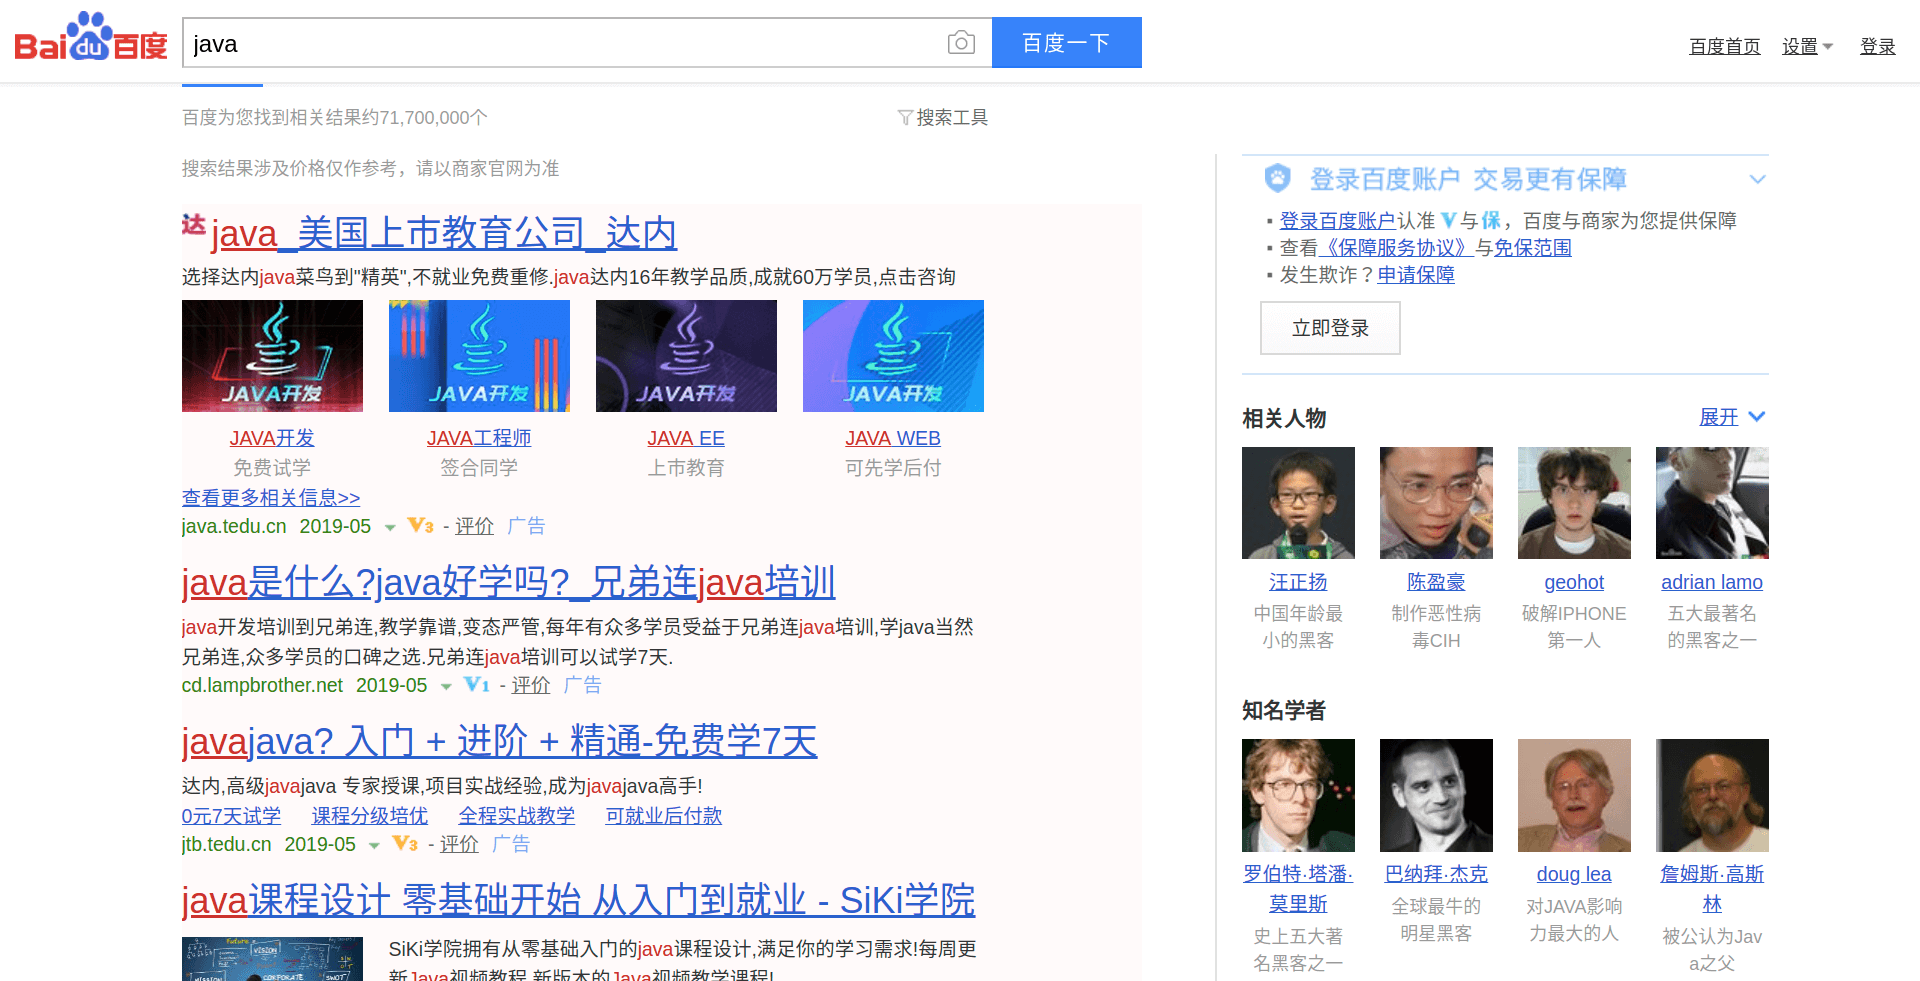 Bai du 百度
java
百度一下
百度首页 设置 登录
百度为您找到相关结果约71,700,000个
搜索工具
搜索结果涉及价格仅作参考，请以商家官网为准
达 java_美国上市教育公司_达内
选择达内java菜鸟到"精英",不就业免费重修.java达内16年教学品质,成就60万学员,点击咨询
JAVA开发 JAVA开发 JAVA开发 JAVA开发
JAVA开发 JAVA工程师 JAVA EE JAVA WEB
免费试学 签合同学 上市教育 可先学后付
查看更多相关信息>>
java.tedu.cn 2019-05 V3 - 评价 广告
java是什么?java好学吗?_兄弟连java培训
java开发培训到兄弟连,教学靠谱,变态严管,每年有众多学员受益于兄弟连java培训,学java当然
兄弟连,众多学员的口碑之选.兄弟连java培训可以试学7天.
cd.lampbrother.net 2019-05 V1 - 评价 广告
javajava? 入门 + 进阶 + 精通-免费学7天
达内,高级javajava 专家授课,项目实战经验,成为javajava高手!
0元7天试学 课程分级培优 全程实战教学 可就业后付款
jtb.tedu.cn 2019-05 V3 - 评价 广告
java课程设计 零基础开始 从入门到就业 - SiKi学院
SiKi学院拥有从零基础入门的java课程设计,满足你的学习需求!每周更
新Java视频教程,新版本的Java视频教学课程!
VISION
CORPORATE
SWOT
登录百度账户 交易更有保障
▪ 登录百度账户认准 V 与 保，百度与商家为您提供保障
▪ 查看《保障服务协议》与免保范围
▪ 发生欺诈？申请保障
立即登录
相关人物 展开
汪正扬 陈盈豪 geohot adrian lamo
中国年龄最 制作恶性病 破解IPHONE 五大最著名
小的黑客 毒CIH 第一人 的黑客之一
知名学者
罗伯特·塔潘· 巴纳拜·杰克 doug lea 詹姆斯·高斯
莫里斯 全球最牛的 对JAVA影响 林
史上五大著 明星黑客 力最大的人 被公认为Jav
名黑客之一 a之父